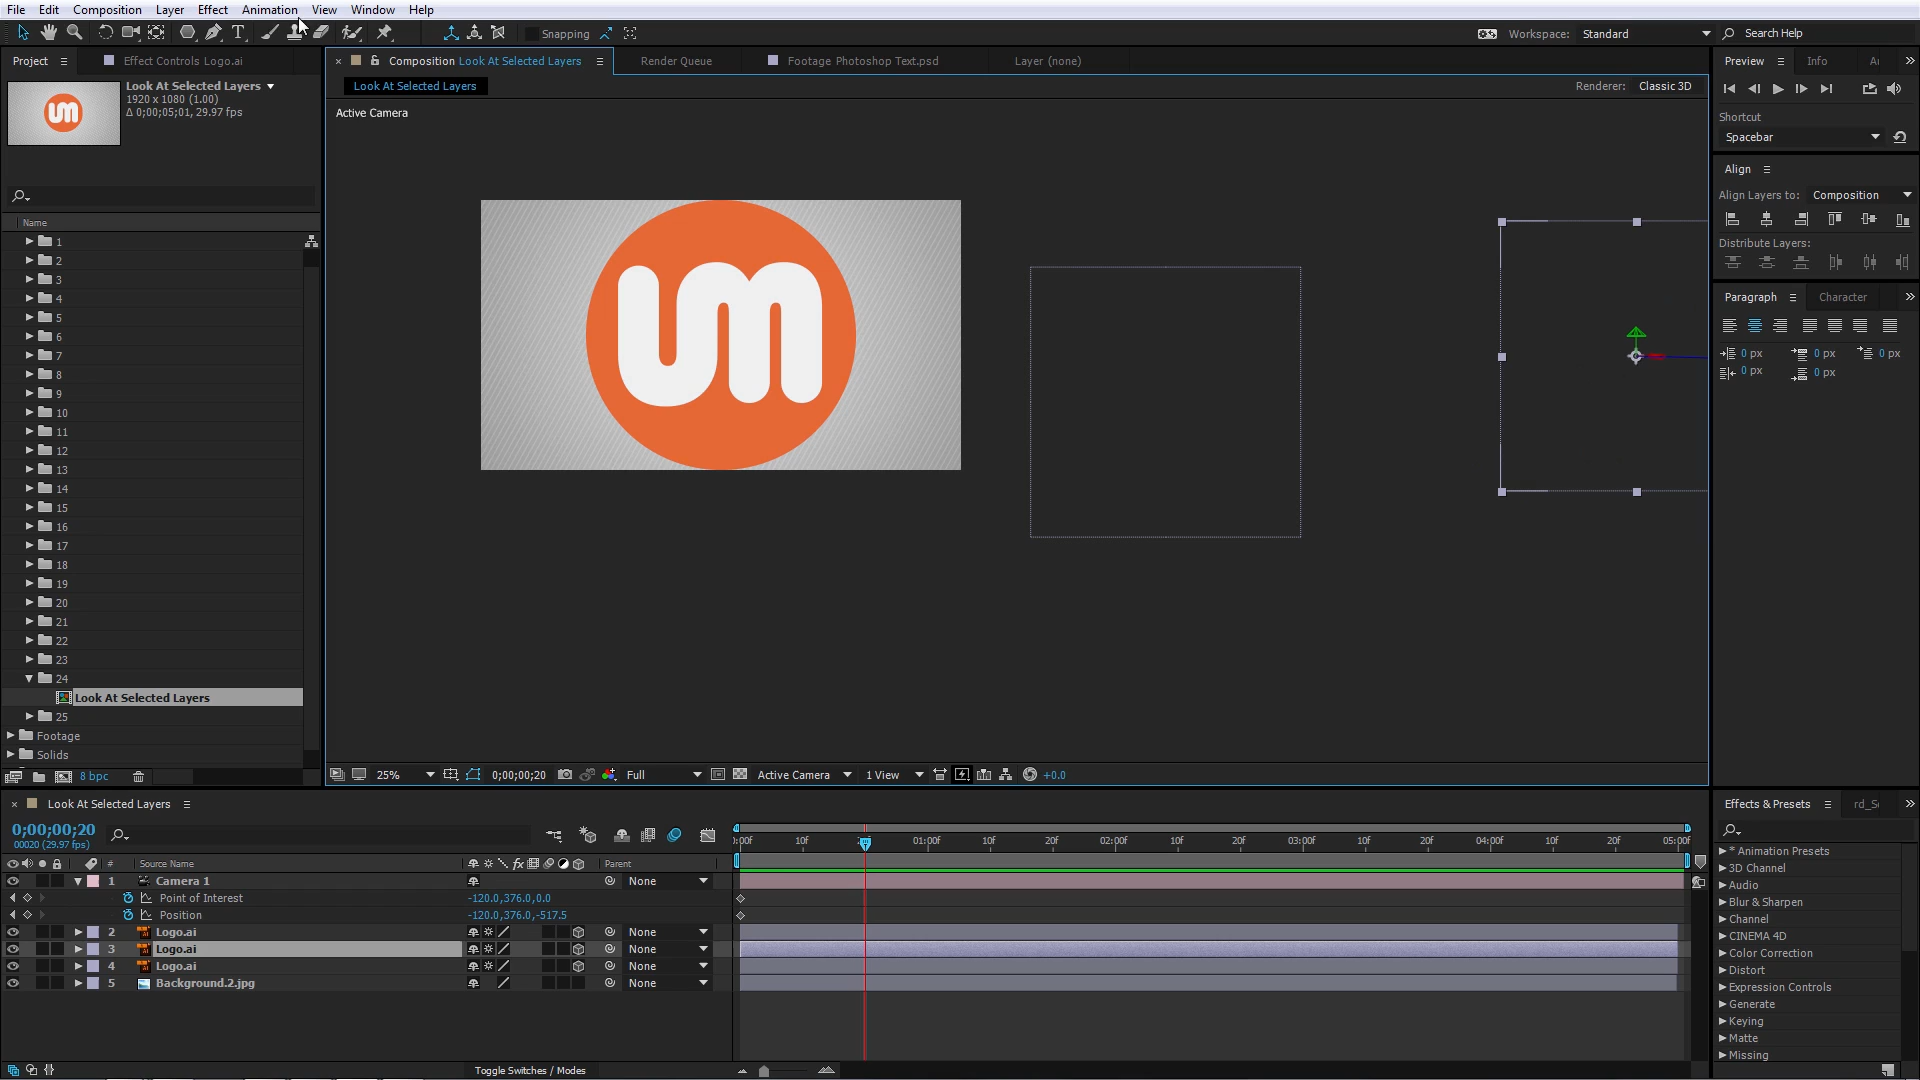 File Edit Composition Layer Effect Animation View Window Help
Snapping
Workspace: Standard
Search Help
Project
Effect Controls Logo.ai
Composition Look At Selected Layers
Render Queue
Footage Photoshop Text.psd
Layer (none)
Preview
Info
Look At Selected Layers
1920 x 1080 (1.00)
Δ 0;00;05;01, 29.97 fps
Look At Selected Layers
Renderer: Classic 3D
Active Camera
Shortcut
Spacebar
Align
Align Layers to: Composition
Distribute Layers:
Paragraph
Character
0 px 0 px 0 px
0 px 0 px
um
Name
1
2
3
4
5
6
7
8
9
10
11
12
13
14
15
16
17
18
19
20
21
22
23
24
Look At Selected Layers
25
Footage
Solids
8 bpc
25% 0;00;00;20 Full Active Camera 1 View +0.0
Look At Selected Layers
0;00;00;20
00020 (29.97 fps)
10f 01:00f 10f 20f 02:00f 10f 20f 03:00f 10f 20f 04:00f 10f 20f 05:00f
# Source Name Parent
1 Camera 1 None
Point of Interest -120.0,376.0,0.0
Position -120.0,376.0,-517.5
2 Logo.ai None
3 Logo.ai None
4 Logo.ai None
5 Background.2.jpg None
Toggle Switches / Modes
Effects & Presets
* Animation Presets
3D Channel
Audio
Blur & Sharpen
Channel
CINEMA 4D
Color Correction
Distort
Expression Controls
Generate
Keying
Matte
Missing